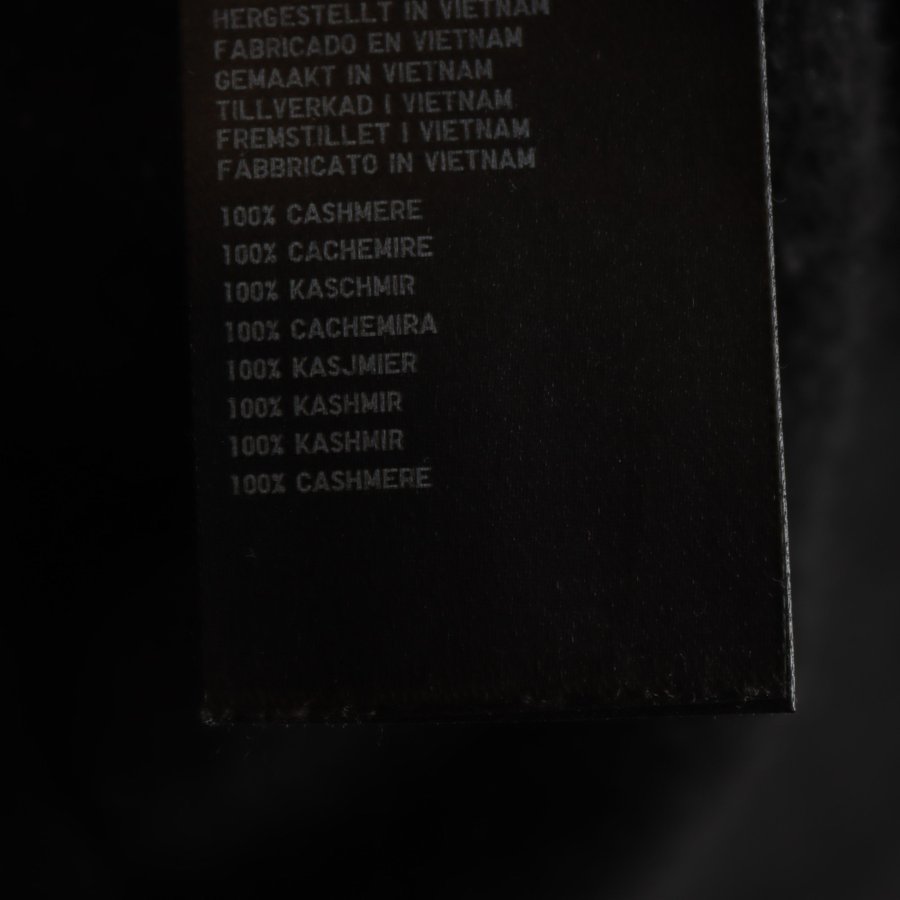 HERGESTELLT IN VIETNAM
FABRICADO EN VIETNAM
GEMAAKT IN VIETNAM
TILLVERKAD I VIETNAM
FREMSTILLET I VIETNAM
FABBRICATO IN VIETNAM
100% CASHMERE
100% CACHEMIRE
100% KASCHMIR
100% CACHEMIRA
100% KASJMIER
100% KASHMIR
100% KASHMIR
100% CASHMERE